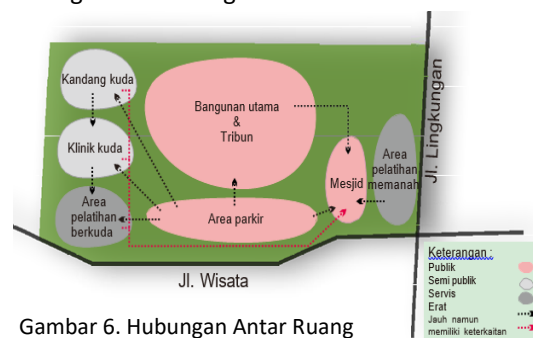 Kandang kuda
Bangunan utama
&
Tribun
Klinik kuda
Area
pelatihan
memanah
Mesjid
Area
pelatihan
berkuda
Area parkir
Jl. Lingkungan
Jl. Wisata
Keterangan :
Publik
Semi publik
Servis
Erat
Jauh namun
memiliki keterkaitan
Gambar 6. Hubungan Antar Ruang